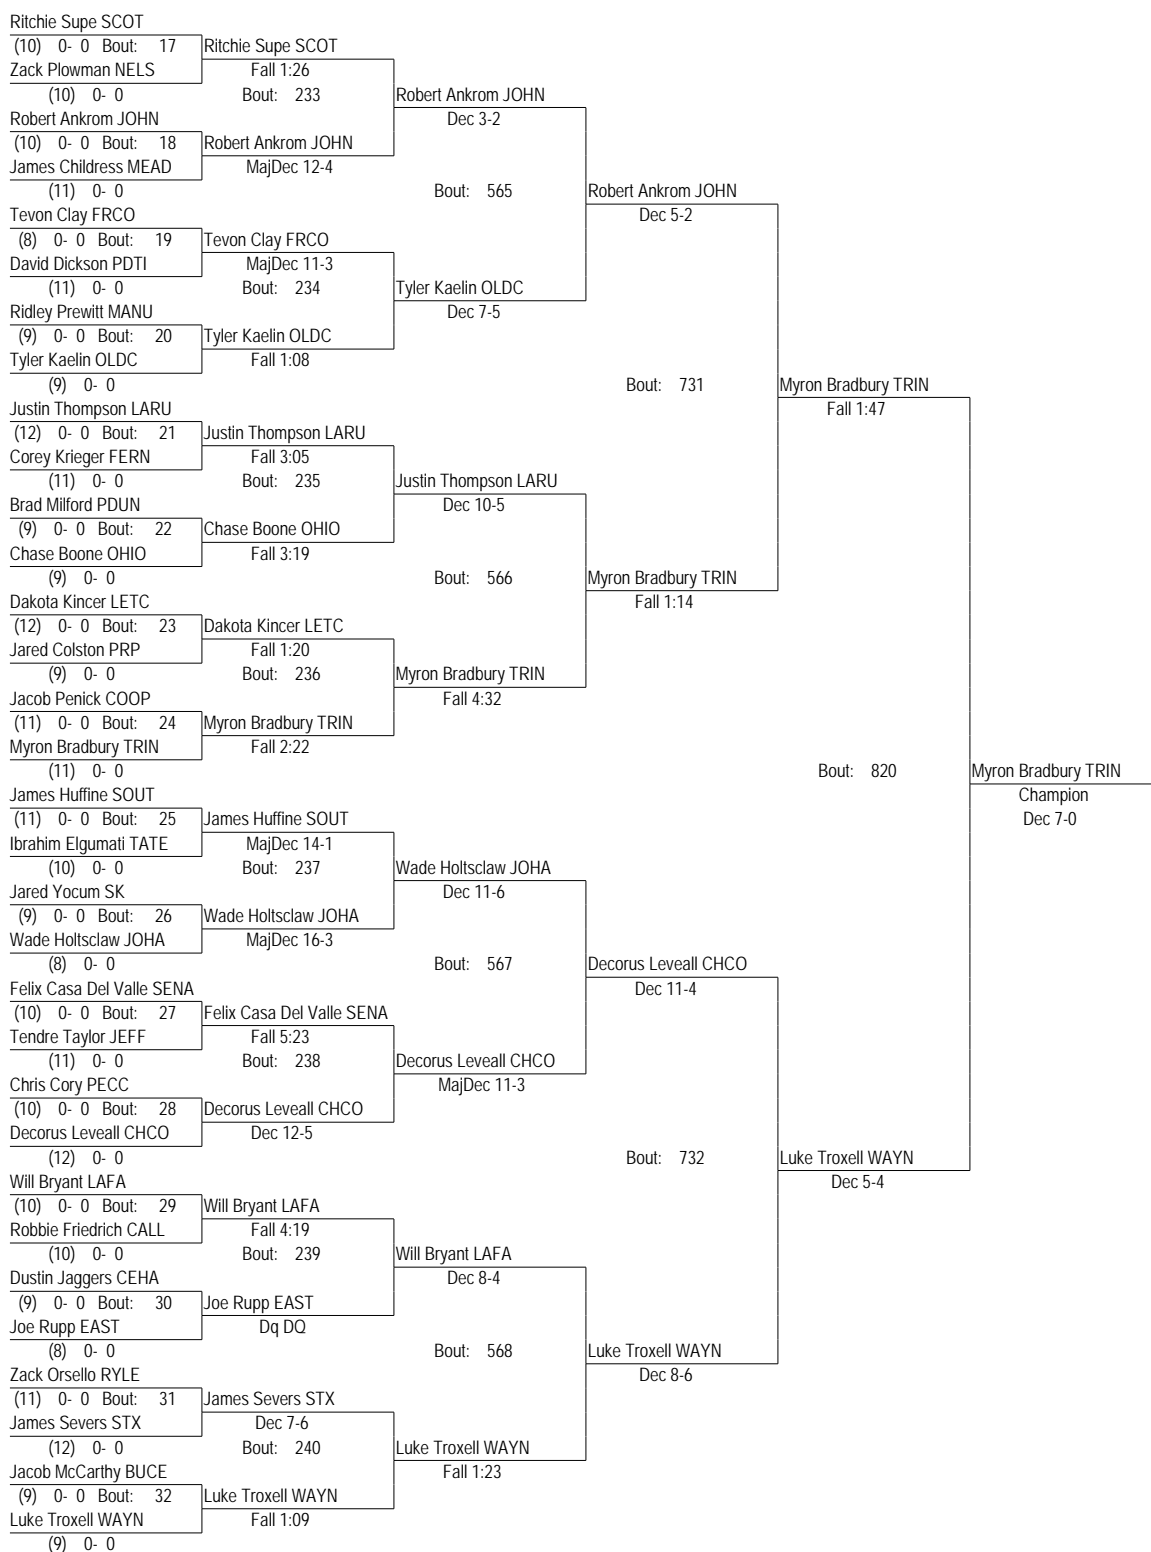 Ritchie Supe SCOT
(10) 0- 0 Bout: 17 Ritchie Supe SCOT
Zack Plowman NELS Fall 1:26
(10) 0- 0 Bout: 233 Robert Ankrom JOHN
Robert Ankrom JOHN Dec 3-2
(10) 0- 0 Bout: 18 Robert Ankrom JOHN
James Childress MEAD MajDec 12-4
(11) 0- 0 Bout: 565 Robert Ankrom JOHN
Tevon Clay FRCO Dec 5-2
(8) 0- 0 Bout: 19 Tevon Clay FRCO
David Dickson PDTI MajDec 11-3
(11) 0- 0 Bout: 234 Tyler Kaelin OLDC
Ridley Prewitt MANU Dec 7-5
(9) 0- 0 Bout: 20 Tyler Kaelin OLDC
Tyler Kaelin OLDC Fall 1:08
(9) 0- 0 Bout: 731 Myron Bradbury TRIN
Justin Thompson LARU Fall 1:47
(12) 0- 0 Bout: 21 Justin Thompson LARU
Corey Krieger FERN Fall 3:05
(11) 0- 0 Bout: 235 Justin Thompson LARU
Brad Milford PDUN Dec 10-5
(9) 0- 0 Bout: 22 Chase Boone OHIO
Chase Boone OHIO Fall 3:19
(9) 0- 0 Bout: 566 Myron Bradbury TRIN
Dakota Kincer LETC Fall 1:14
(12) 0- 0 Bout: 23 Dakota Kincer LETC
Jared Colston PRP Fall 1:20
(9) 0- 0 Bout: 236 Myron Bradbury TRIN
Jacob Penick COOP Fall 4:32
(11) 0- 0 Bout: 24 Myron Bradbury TRIN
Myron Bradbury TRIN Fall 2:22
(11) 0- 0 Bout: 820 Myron Bradbury TRIN
James Huffine SOUT Champion
(11) 0- 0 Bout: 25 James Huffine SOUT Dec 7-0
Ibrahim Elgumati TATE MajDec 14-1
(10) 0- 0 Bout: 237 Wade Holtsclaw JOHA
Jared Yocum SK Dec 11-6
(9) 0- 0 Bout: 26 Wade Holtsclaw JOHA
Wade Holtsclaw JOHA MajDec 16-3
(8) 0- 0 Bout: 567 Decorus Leveall CHCO
Felix Casa Del Valle SENA Dec 11-4
(10) 0- 0 Bout: 27 Felix Casa Del Valle SENA
Tendre Taylor JEFF Fall 5:23
(11) 0- 0 Bout: 238 Decorus Leveall CHCO
Chris Cory PECC MajDec 11-3
(10) 0- 0 Bout: 28 Decorus Leveall CHCO
Decorus Leveall CHCO Dec 12-5
(12) 0- 0 Bout: 732 Luke Troxell WAYN
Will Bryant LAFA Dec 5-4
(10) 0- 0 Bout: 29 Will Bryant LAFA
Robbie Friedrich CALL Fall 4:19
(10) 0- 0 Bout: 239 Will Bryant LAFA
Dustin Jaggers CEHA Dec 8-4
(9) 0- 0 Bout: 30 Joe Rupp EAST
Joe Rupp EAST Dq DQ
(8) 0- 0 Bout: 568 Luke Troxell WAYN
Zack Orsello RYLE Dec 8-6
(11) 0- 0 Bout: 31 James Severs STX
James Severs STX Dec 7-6
(12) 0- 0 Bout: 240 Luke Troxell WAYN
Jacob McCarthy BUCE Fall 1:23
(9) 0- 0 Bout: 32 Luke Troxell WAYN
Luke Troxell WAYN Fall 1:09
(9) 0- 0